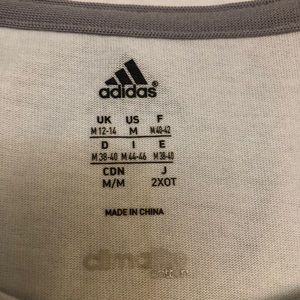 adidas®
UK US F
M 12-14 M M 40-42
D I E
M 38-40 M 44-46 M 38-40
CDN J
M/M 2XOT
MADE IN CHINA